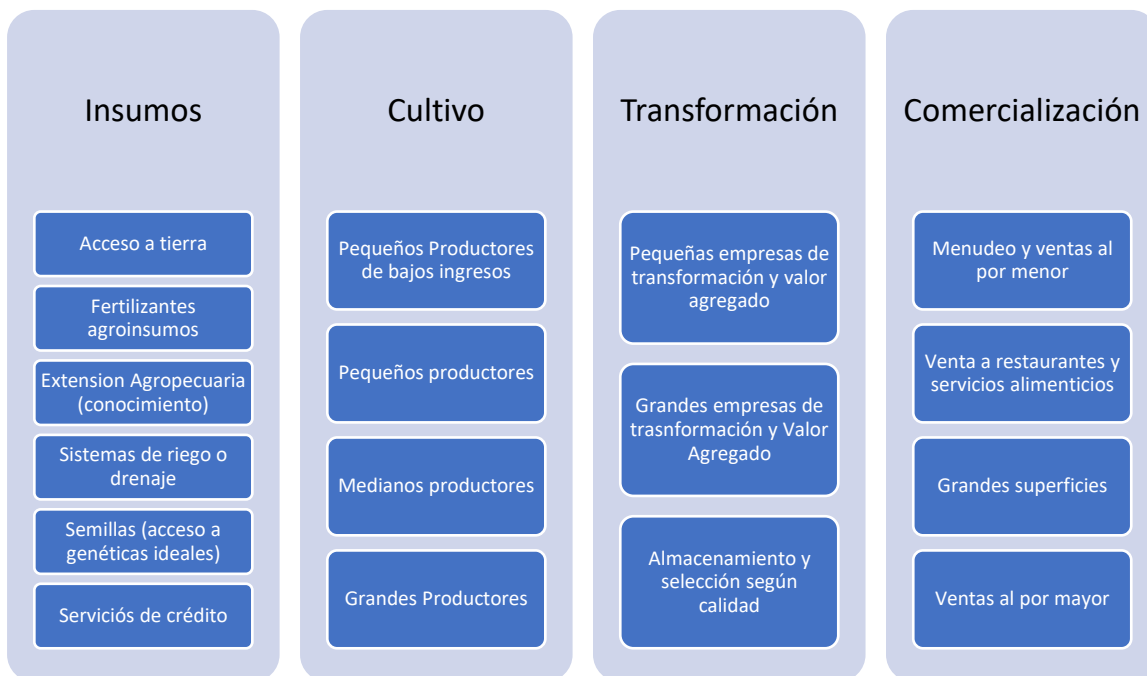 Insumos
Acceso a tierra
Fertilizantes
agroinsumos
Extension Agropecuaria
(conocimiento)
Sistemas de riego o
drenaje
Semillas (acceso a
genéticas ideales)
Serviciós de crédito
Cultivo
Pequeños Productores
de bajos ingresos
Pequeños productores
Medianos productores
Grandes Productores
Transformación
Pequeñas empresas de
transformación y valor
agregado
Grandes empresas de
trasnformación y Valor
Agregado
Almacenamiento y
selección según
calidad
Comercialización
Menudeo y ventas al
por menor
Venta a restaurantes y
servicios alimenticios
Grandes superficies
Ventas al por mayor